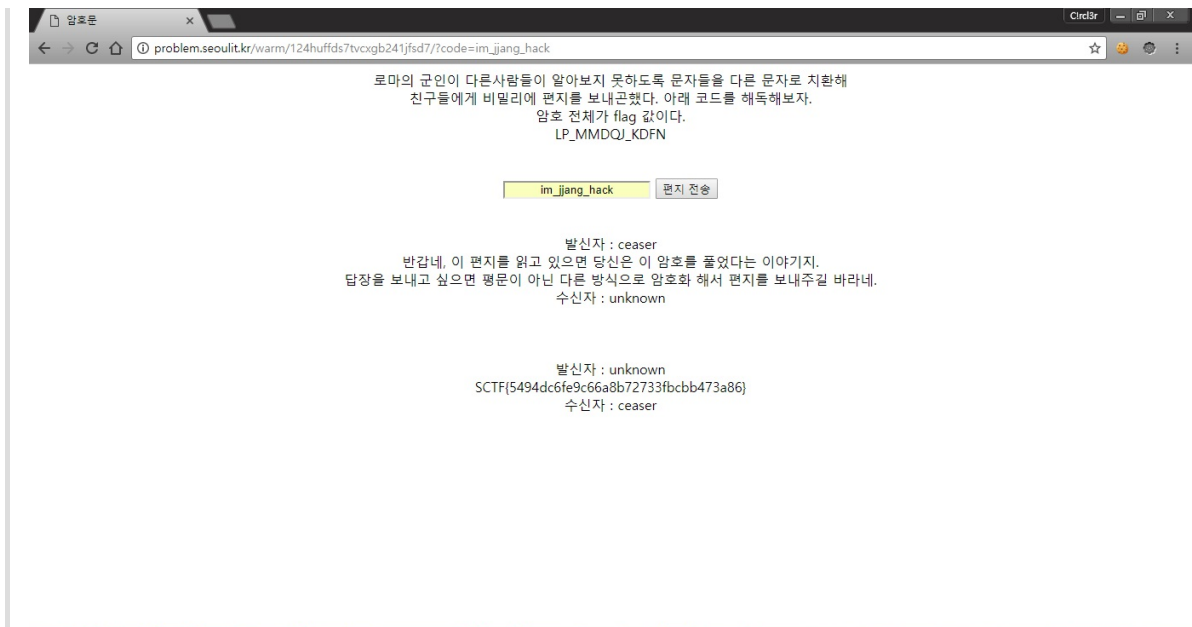 암호문
C!rcl3r
problem.seoulit.kr/warm/124huffds7tvcxgb241jfsd7/?code=im_jjang_hack
로마의 군인이 다른사람들이 알아보지 못하도록 문자들을 다른 문자로 치환해
친구들에게 비밀리에 편지를 보내곤했다. 아래 코드를 해독해보자.
암호 전체가 flag 값이다.
LP_MMDQJ_KDFN
im_jjang_hack
편지 전송
발신자 : ceaser
반갑네, 이 편지를 읽고 있으면 당신은 이 암호를 풀었다는 이야기지.
답장을 보내고 싶으면 평문이 아닌 다른 방식으로 암호화 해서 편지를 보내주길 바라네.
수신자 : unknown
발신자 : unknown
SCTF{5494dc6fe9c66a8b72733fbcbb473a86}
수신자 : ceaser